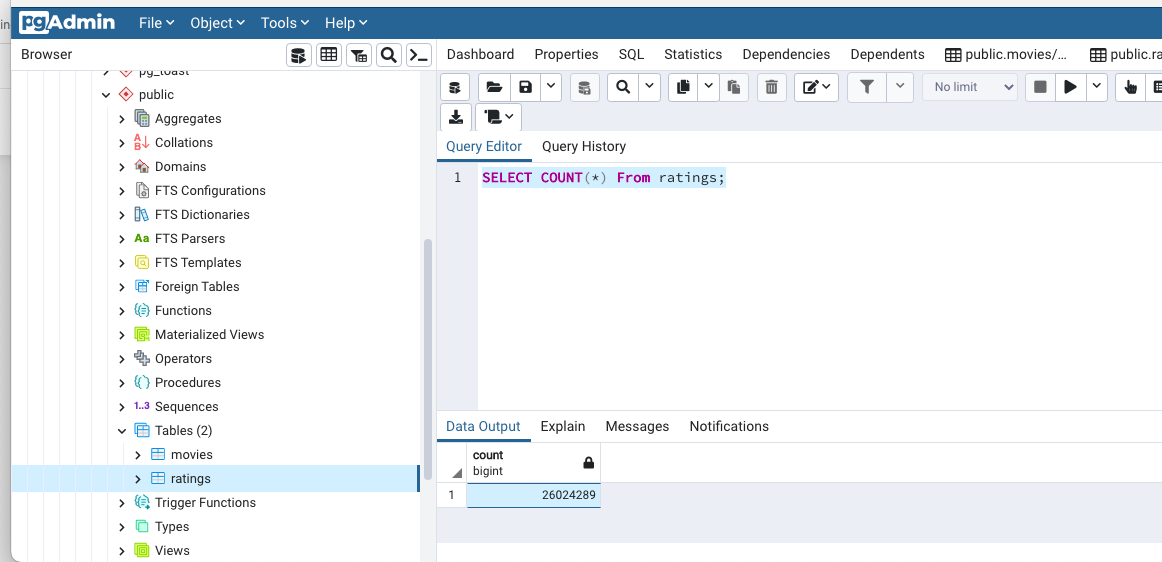 in
pgAdmin File Object Tools Help
Browser
Dashboard Properties SQL Statistics Dependencies Dependents public.movies/... public.ra
pg_toast
public
Aggregates
Collations
Domains
FTS Configurations
FTS Dictionaries
Aa FTS Parsers
FTS Templates
Foreign Tables
Functions
Materialized Views
Operators
Procedures
1..3 Sequences
Tables (2)
movies
ratings
Trigger Functions
Types
Views
No limit
Query Editor Query History
1 SELECT COUNT(*) From ratings;
Data Output Explain Messages Notifications
count
bigint
1 26024289